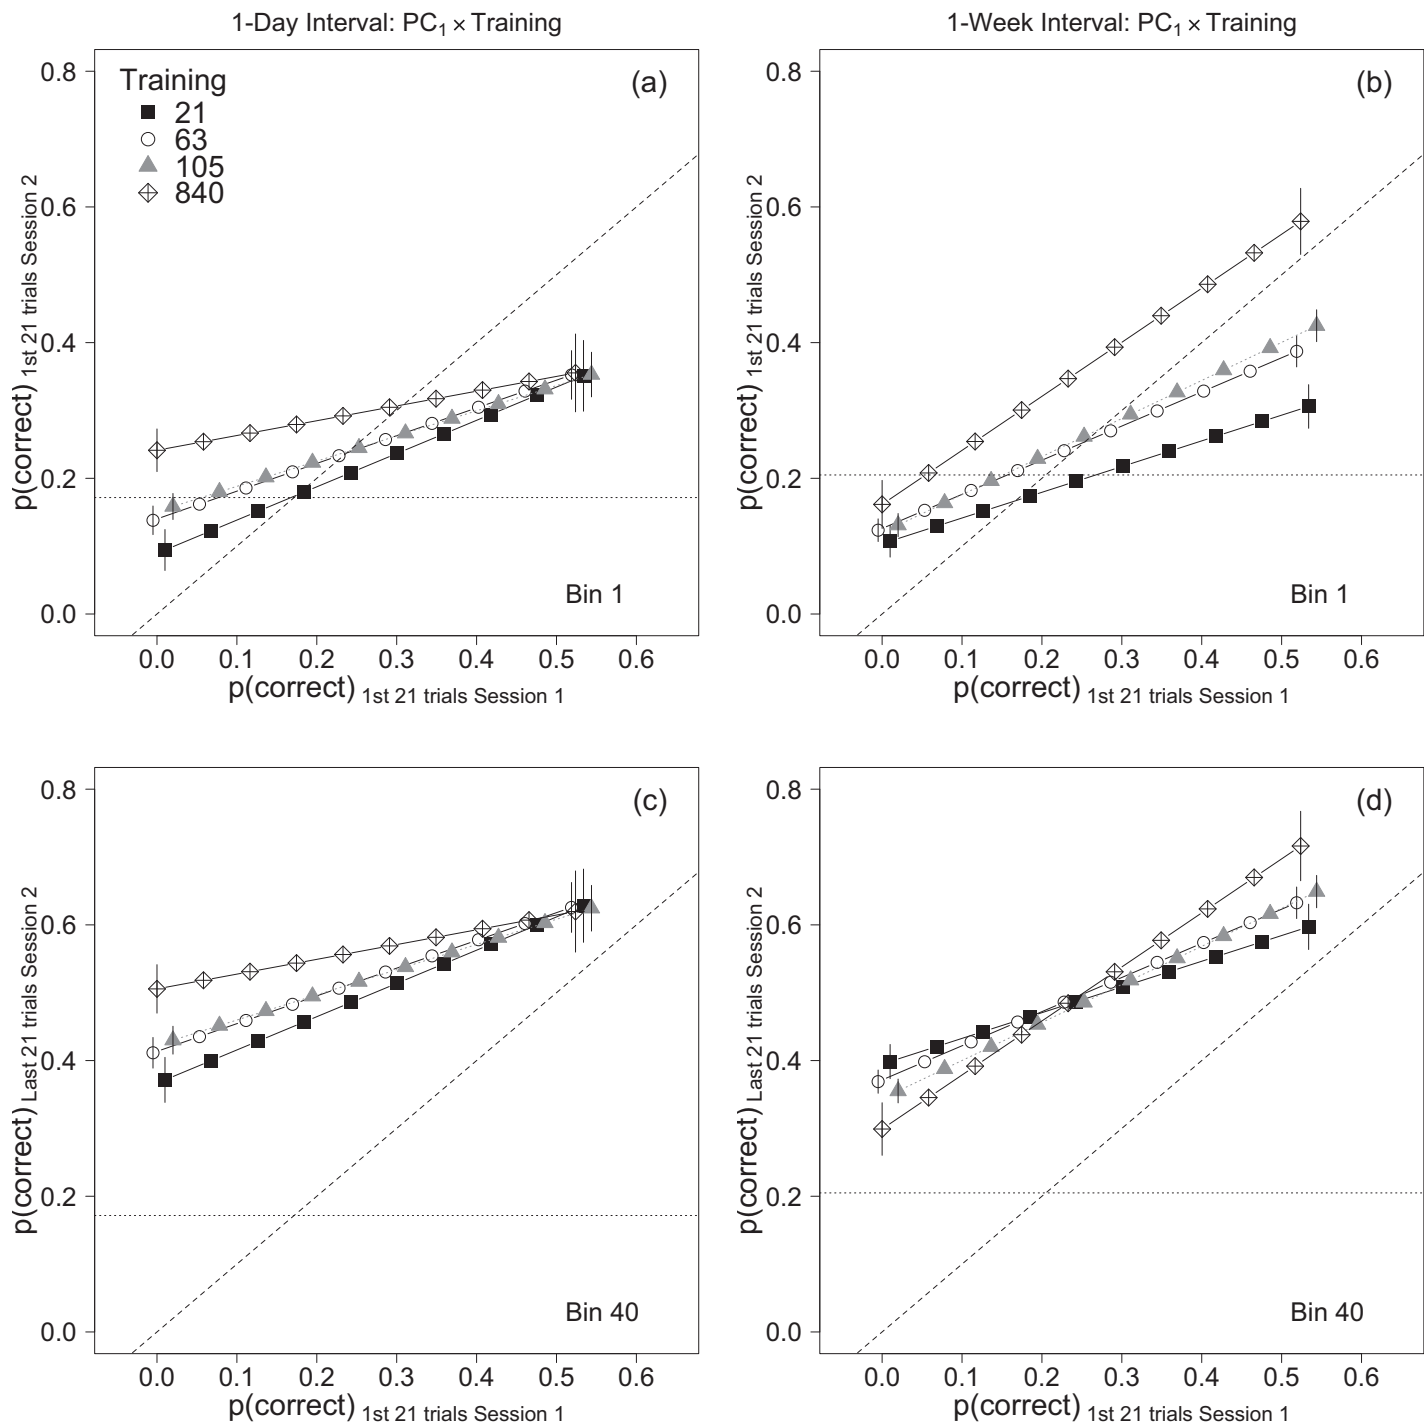 1-Day Interval: PC₁ × Training
(a)
Training
21
63
105
840
Bin 1
0.8
0.6
0.4
0.2
0.0
p(correct) 1st 21 trials Session 2
0.0 0.1 0.2 0.3 0.4 0.5 0.6
p(correct) 1st 21 trials Session 1
1-Week Interval: PC₁ × Training
(b)
Bin 1
0.8
0.6
0.4
0.2
0.0
p(correct) 1st 21 trials Session 2
0.0 0.1 0.2 0.3 0.4 0.5 0.6
p(correct) 1st 21 trials Session 1
(c)
Bin 40
0.8
0.6
0.4
0.2
0.0
p(correct) Last 21 trials Session 2
0.0 0.1 0.2 0.3 0.4 0.5 0.6
p(correct) 1st 21 trials Session 1
(d)
Bin 40
0.8
0.6
0.4
0.2
0.0
p(correct) Last 21 trials Session 2
0.0 0.1 0.2 0.3 0.4 0.5 0.6
p(correct) 1st 21 trials Session 1